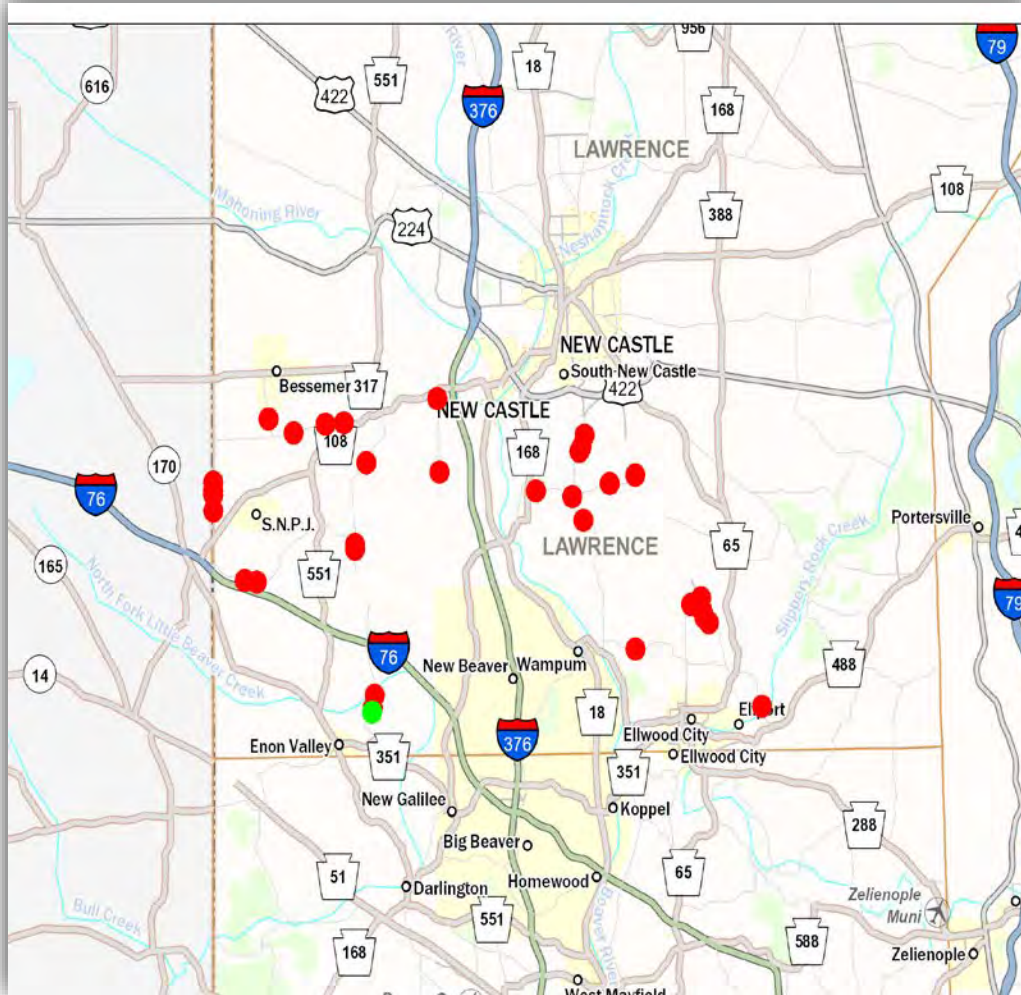 956
River
79
18
551
616
422
376
168
LAWRENCE
108
Mahoning River
388
224
Neshannock Creek
NEW CASTLE
South New Castle
422
Bessemer
317
NEW CASTLE
108
168
170
76
S.N.P.J.
Portersville
LAWRENCE
65
165
551
Slippery Rock Creek
79
North Fork Little Beaver Creek
76
New Beaver
Wampum
488
14
18
Ellwood City
376
Enon Valley
351
Ellwood City
351
New Galilee
Koppel
288
Big Beaver
51
Darlington
Homewood
65
Zelienople
Muni
Bull Creek
551
Beaver River
168
588
Zelienople
West Mayfield